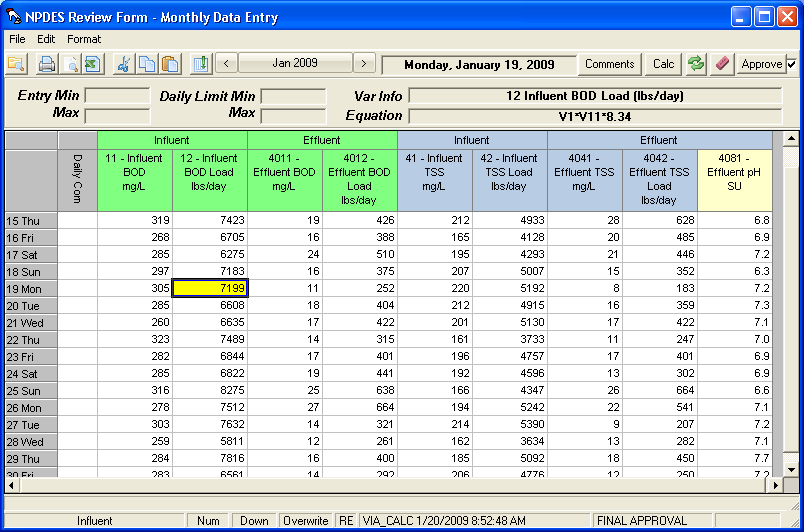 NPDES Review Form - Monthly Data Entry
File Edit Format
< Jan 2009 > Monday, January 19, 2009 Comments Calc Approve
Entry Min Daily Limit Min Var Info 12 Influent BOD Load (lbs/day)
Max Max Equation V1*V11*8.34
Influent Effluent Influent Effluent
Daily Com
11 - Influent BOD mg/L
12 - Influent BOD Load lbs/day
4011 - Effluent BOD mg/L
4012 - Effluent BOD Load lbs/day
41 - Influent TSS mg/L
42 - Influent TSS Load lbs/day
4041 - Effluent TSS mg/L
4042 - Effluent TSS Load lbs/day
4081 - Effluent pH SU
15 Thu 319 7423 19 426 212 4933 28 628 6.8
16 Fri 268 6705 16 388 165 4128 20 485 6.9
17 Sat 285 6275 24 510 195 4293 21 446 7.2
18 Sun 297 7183 16 375 207 5007 15 352 6.3
19 Mon 305 7199 11 252 220 5192 8 183 7.2
20 Tue 285 6608 18 404 212 4915 16 359 7.3
21 Wed 260 6635 17 422 201 5130 17 422 7.1
22 Thu 323 7489 14 315 161 3733 11 247 7.0
23 Fri 282 6844 17 401 196 4757 17 401 6.9
24 Sat 285 6822 19 441 192 4596 13 302 6.9
25 Sun 316 8275 25 638 166 4347 26 664 6.6
26 Mon 278 7512 27 664 194 5242 22 541 7.1
27 Tue 303 7632 14 321 214 5390 9 207 7.2
28 Wed 259 5811 12 261 162 3634 13 282 7.1
29 Thu 284 7816 16 400 185 5092 18 450 7.7
30 Fri 283 6561 14 292 206 4776 12 250 7.2
Influent Num Down Overwrite RE VIA_CALC 1/20/2009 8:52:48 AM FINAL APPROVAL